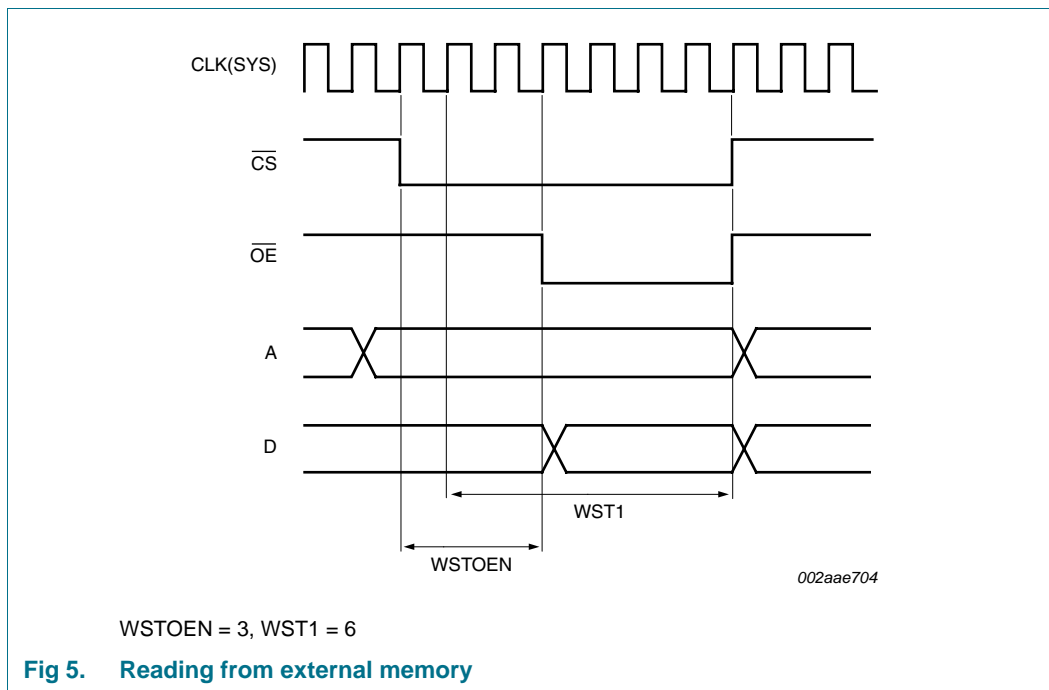 CLK(SYS)
CS
OE
A
D
WST1
WSTOEN
002aae704
WSTOEN = 3, WST1 = 6
Fig 5. Reading from external memory